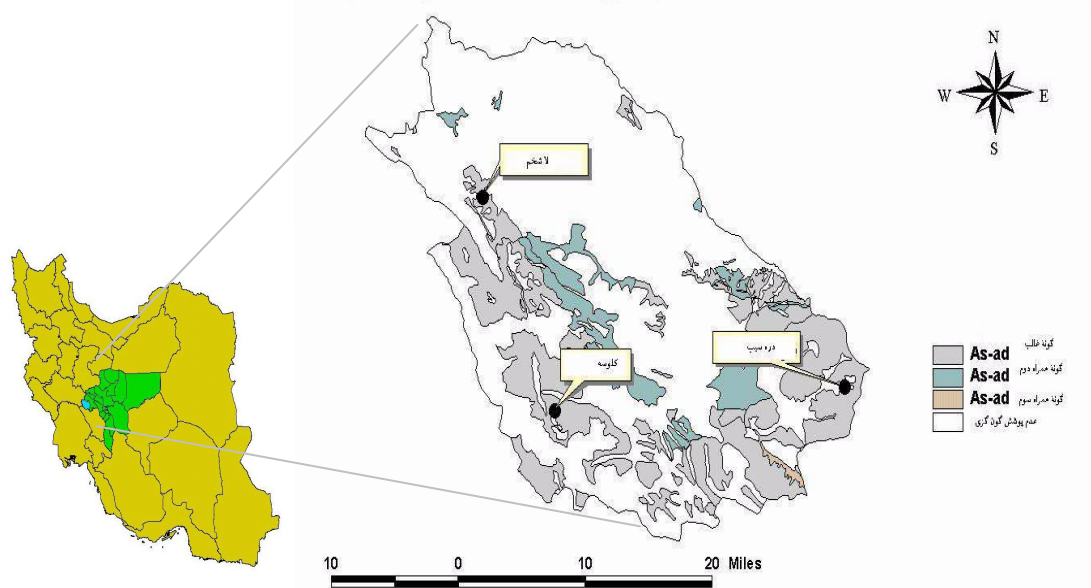 N
W E
S
لاشخم
کلوسه
دره سیب
گونه غالب
As-ad
گونه همراه دوم
As-ad
گونه همراه سوم
As-ad
عدم پوشش گون گزی
10 0 10 20 Miles